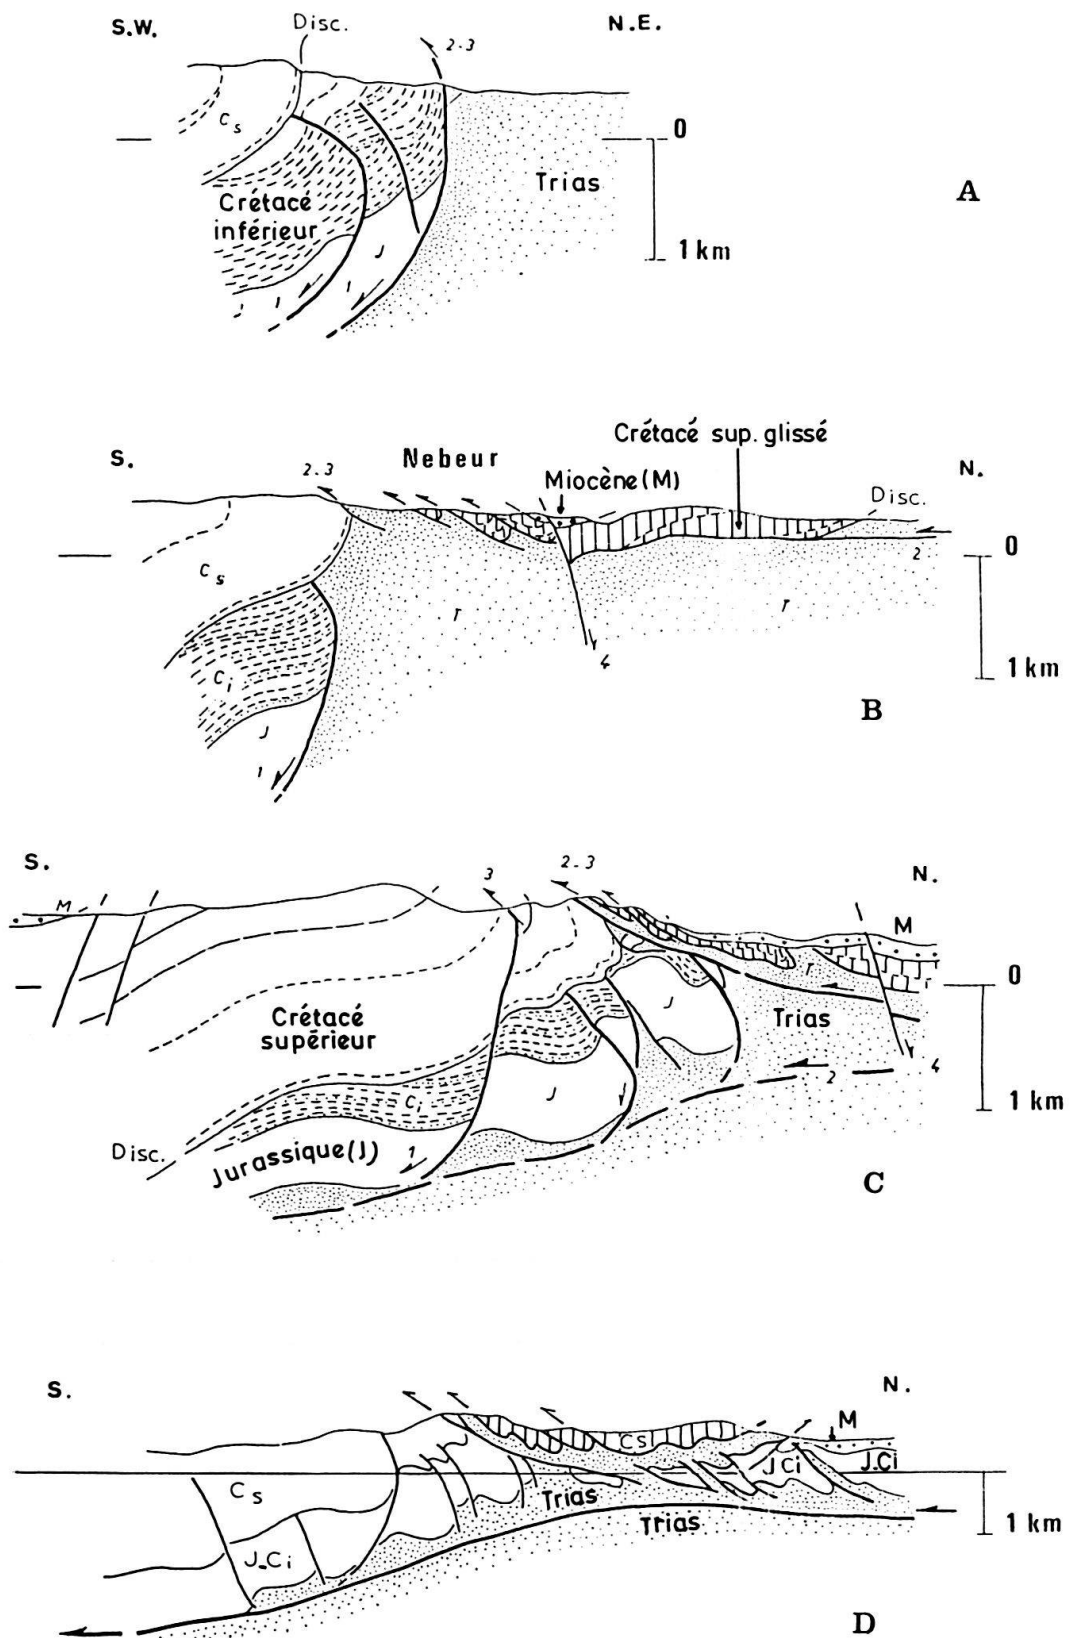 S.W.
Disc.
2-3
N.E.
Cs
0
Trias
A
Crétacé
inférieur
J
1 km
1
1
Crétacé sup. glissé
S.
2-3
Nebeur
Miocène (M)
N.
Disc.
2
0
Cs
T
T
4
1 km
Ci
B
J
1
S.
3
2-3
N.
M
M
T
0
J
Crétacé
supérieur
Trias
2
4
Ci
J
1 km
Disc.
Jurassique (J)
1
C
S.
N.
M
Cs
J.Ci
J.Ci
Cs
Trias
Trias
1 km
J-Ci
D